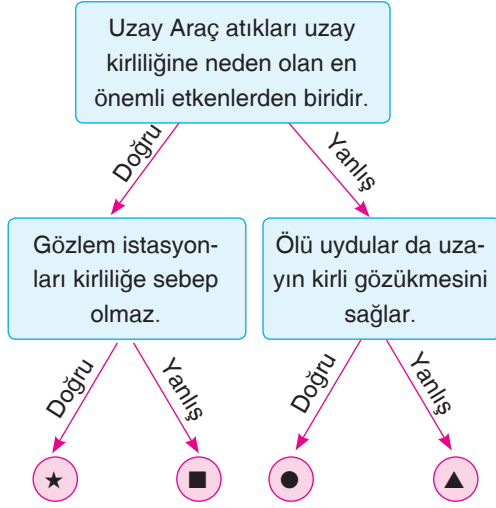 Uzay Araç atıkları uzay
kirliliğine neden olan en
önemli etkenlerden biridir.
Doğru
Yanlış
Gözlem istasyon-
ları kirliliğe sebep
olmaz.
Ölü uydular da uza-
yın kirli gözükmesini
sağlar.
Doğru
Yanlış
Doğru
Yanlış